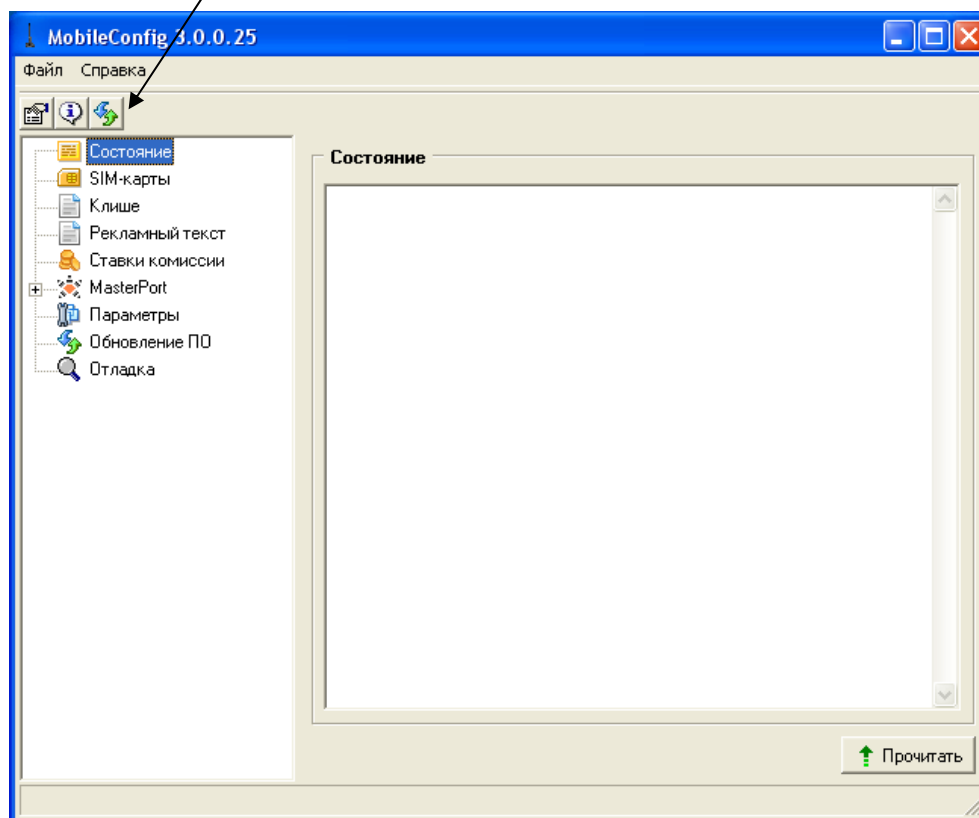 MobileConfig 3.0.0.25
Файл Справка
Состояние
SIM-карты
Клише
Рекламный текст
Ставки комиссии
MasterPort
Параметры
Обновление ПО
Отладка
Состояние
Прочитать